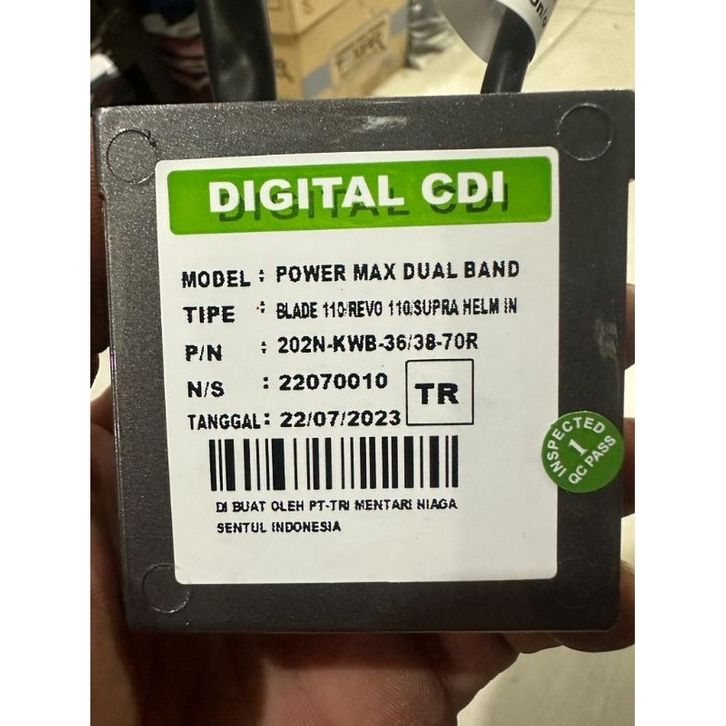 DIGITAL CDI
MODEL : POWER MAX DUAL BAND
TIPE : BLADE 110/REVO 110/SUPRA HELM IN
P/N : 202N-KWB-36/38-70R
N/S : 22070010
TR
TANGGAL : 22/07/2023
INSPECTED
1
QC PASS
DI BUAT OLEH PT-TRI MENTARI NIAGA
SENTUL INDONESIA